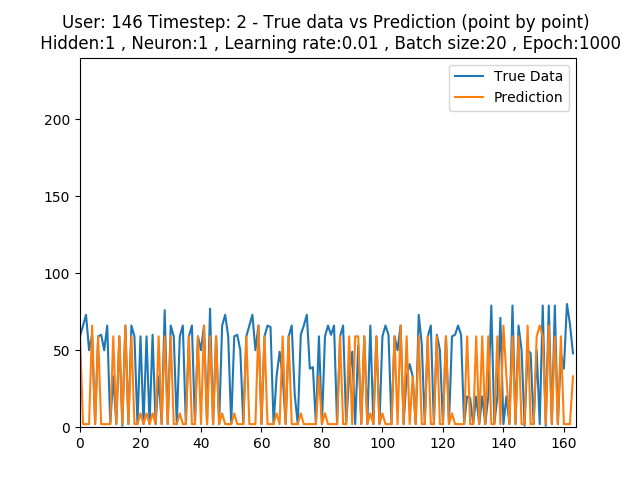 User: 146 Timestep: 2 - True data vs Prediction (point by point)
Hidden:1 , Neuron:1 , Learning rate:0.01 , Batch size:20 , Epoch:1000
True Data
Prediction
200
150
100
50
0
0 20 40 60 80 100 120 140 160